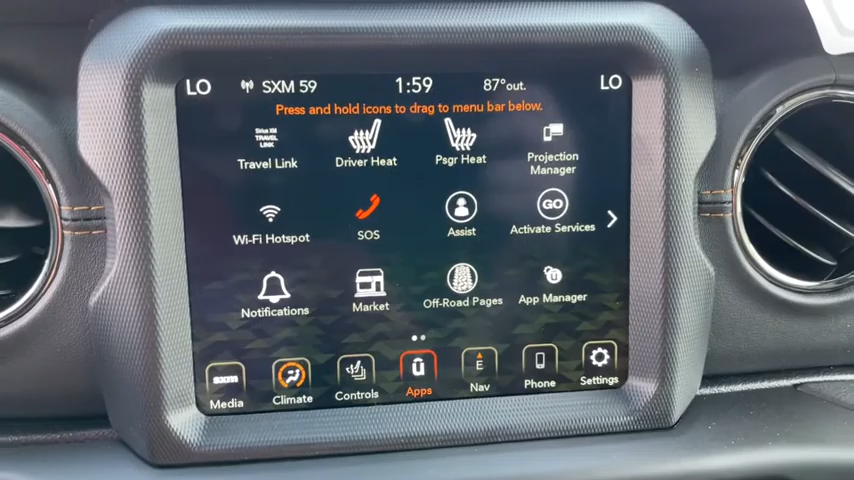 LO SXM 59 1:59 87°out. LO
Press and hold icons to drag to menu bar below.
SiriusXM
TRAVEL
LINK
Travel Link Driver Heat Psgr Heat Projection
Manager
GO
Wi-Fi Hotspot SOS Assist Activate Services
Notifications Market Off-Road Pages App Manager
sxm û E
Media Climate Controls Apps Nav Phone Settings